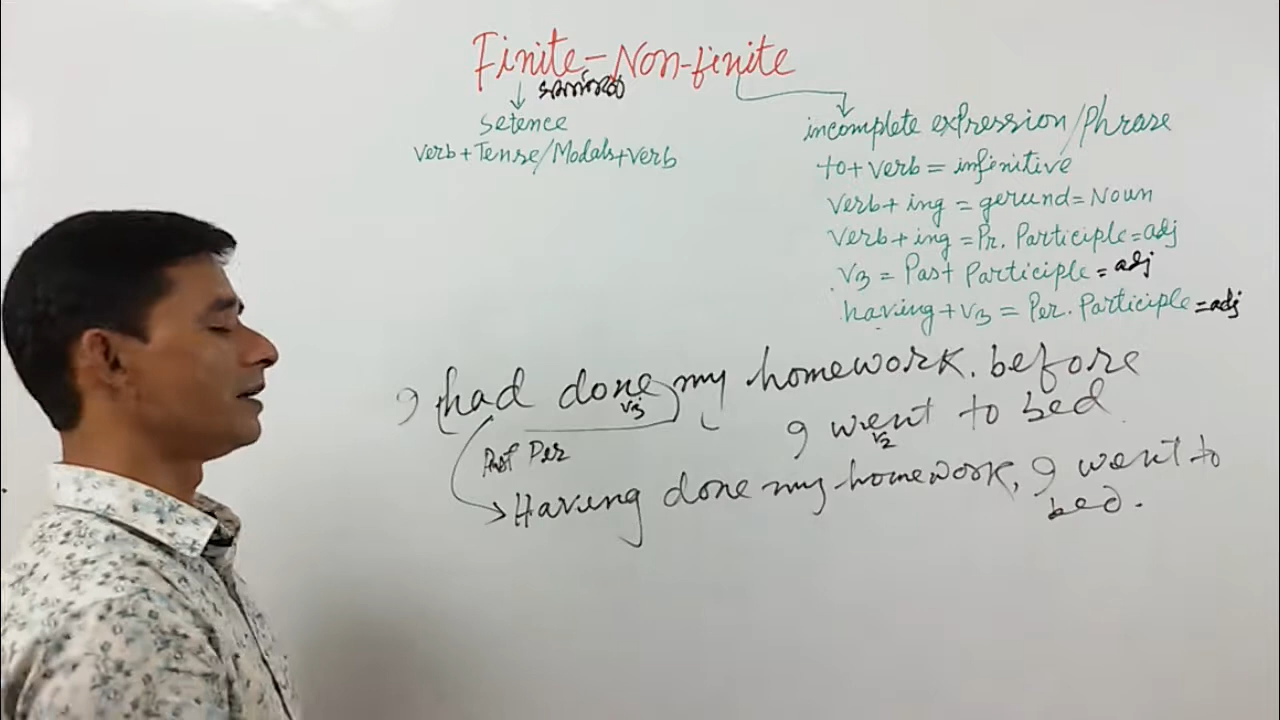 Finite-Non-finite
setence
verb+Tense/Modals+verb
incomplete expression/Phrase
to+verb = infinitive
verb+ing = gerund=Noun
verb+ing =Pr. Participle=adj
V3 = Past Participle = adj
having+V3 = Per. Participle=adj
I had done my homework. before
V3
I went to bed
V2
Past Per
Having done my homework, I went to
bed.